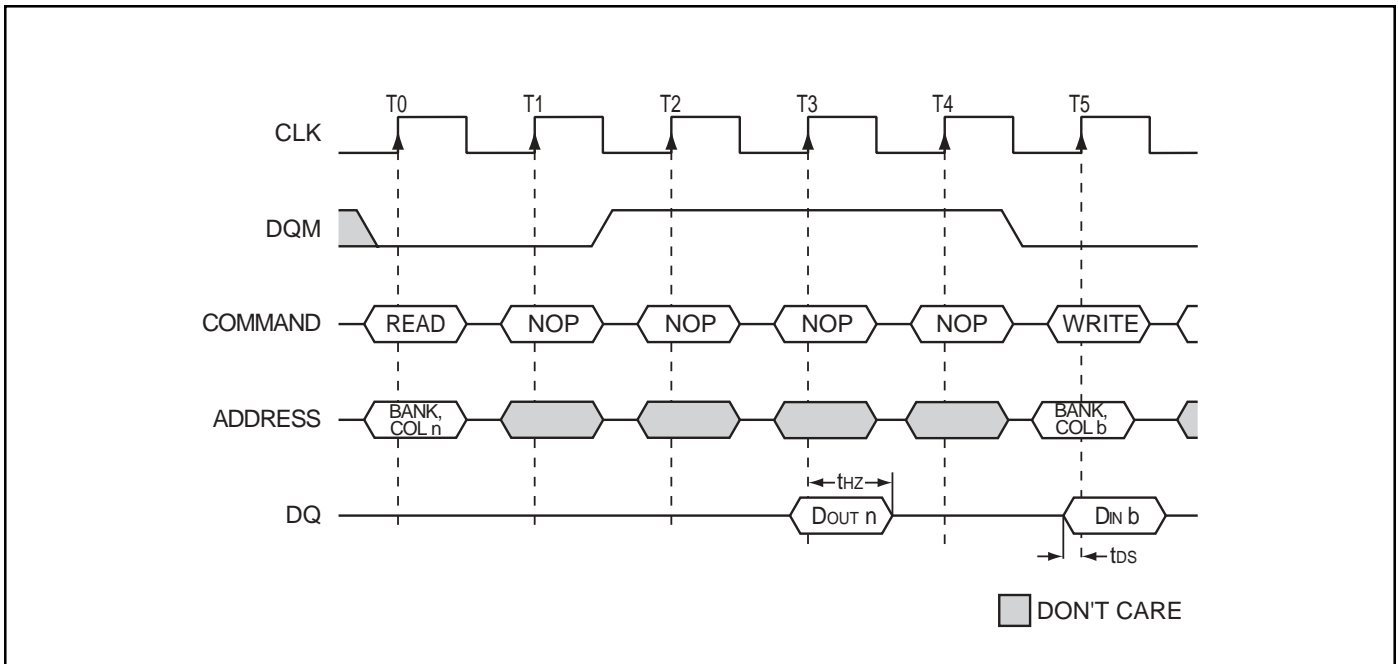 T0 T1 T2 T3 T4 T5
CLK
DQM
COMMAND READ NOP NOP NOP NOP WRITE
ADDRESS BANK, COL n BANK, COL b
tHZ
DQ DOUT n DIN b
tDS
DON'T CARE